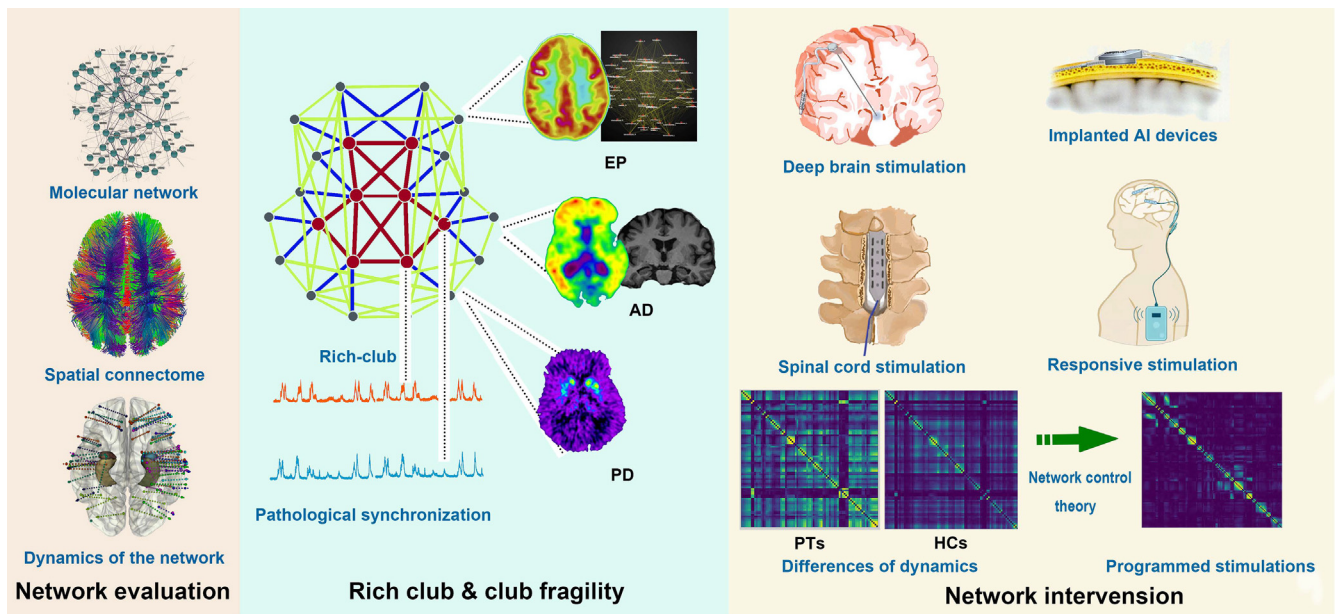 Molecular network
Spatial connectome
Dynamics of the network
Network evaluation
EP
AD
Rich-club
PD
Pathological synchronization
Rich club & club fragility
Deep brain stimulation
Implanted AI devices
Spinal cord stimulation
Responsive stimulation
Network control
theory
PTs
HCs
Differences of dynamics
Programmed stimulations
Network intervention